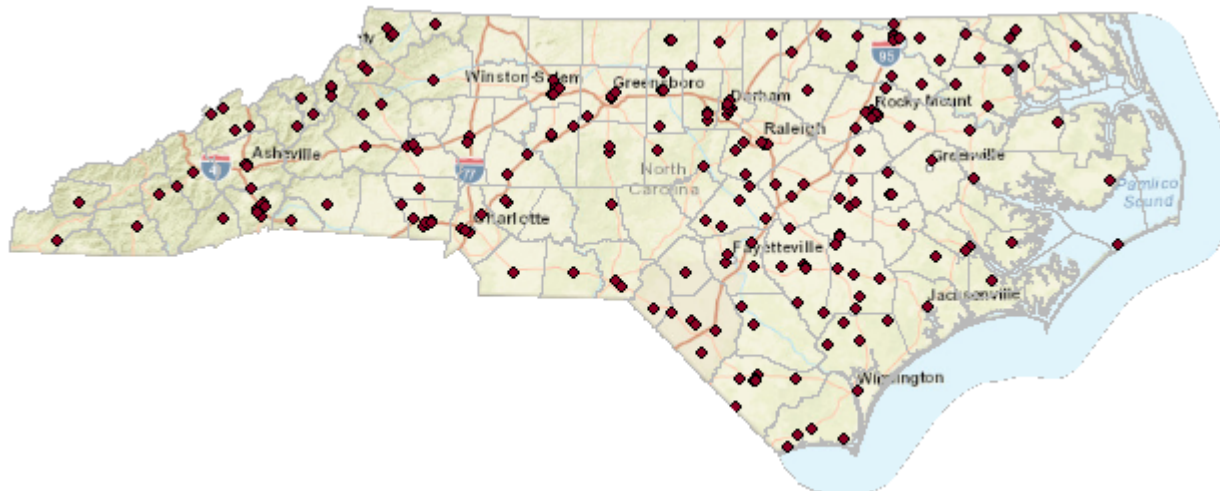 Winston-Salem
Greensboro
Durham
95
Rocky Mount
Raleigh
Asheville
40
77
North
Carolina
Greenville
Pamlico
Sound
Charlotte
Fayetteville
Jacksonville
Wilmington